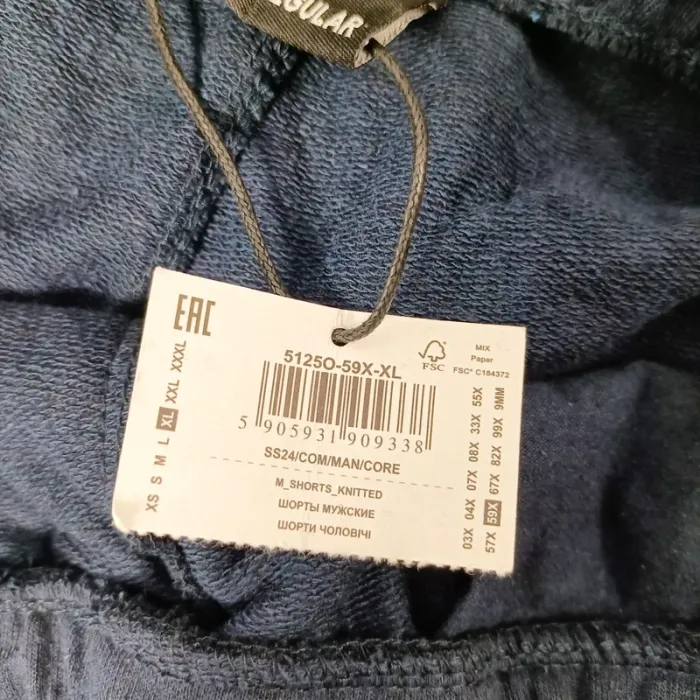 REGULAR
EAC
5125O-59X-XL
FSC
MIX
Paper
FSC® C184372
5 905931 909338
SS24/COM/MAN/CORE
M_SHORTS_KNITTED
ШОРТЫ МУЖСКИЕ
ШОРТИ ЧОЛОВІЧІ
XS S M L XL XXL XXXL
03X 04X 07X 08X 33X 55X
57X 59X 67X 82X 99X 9MM